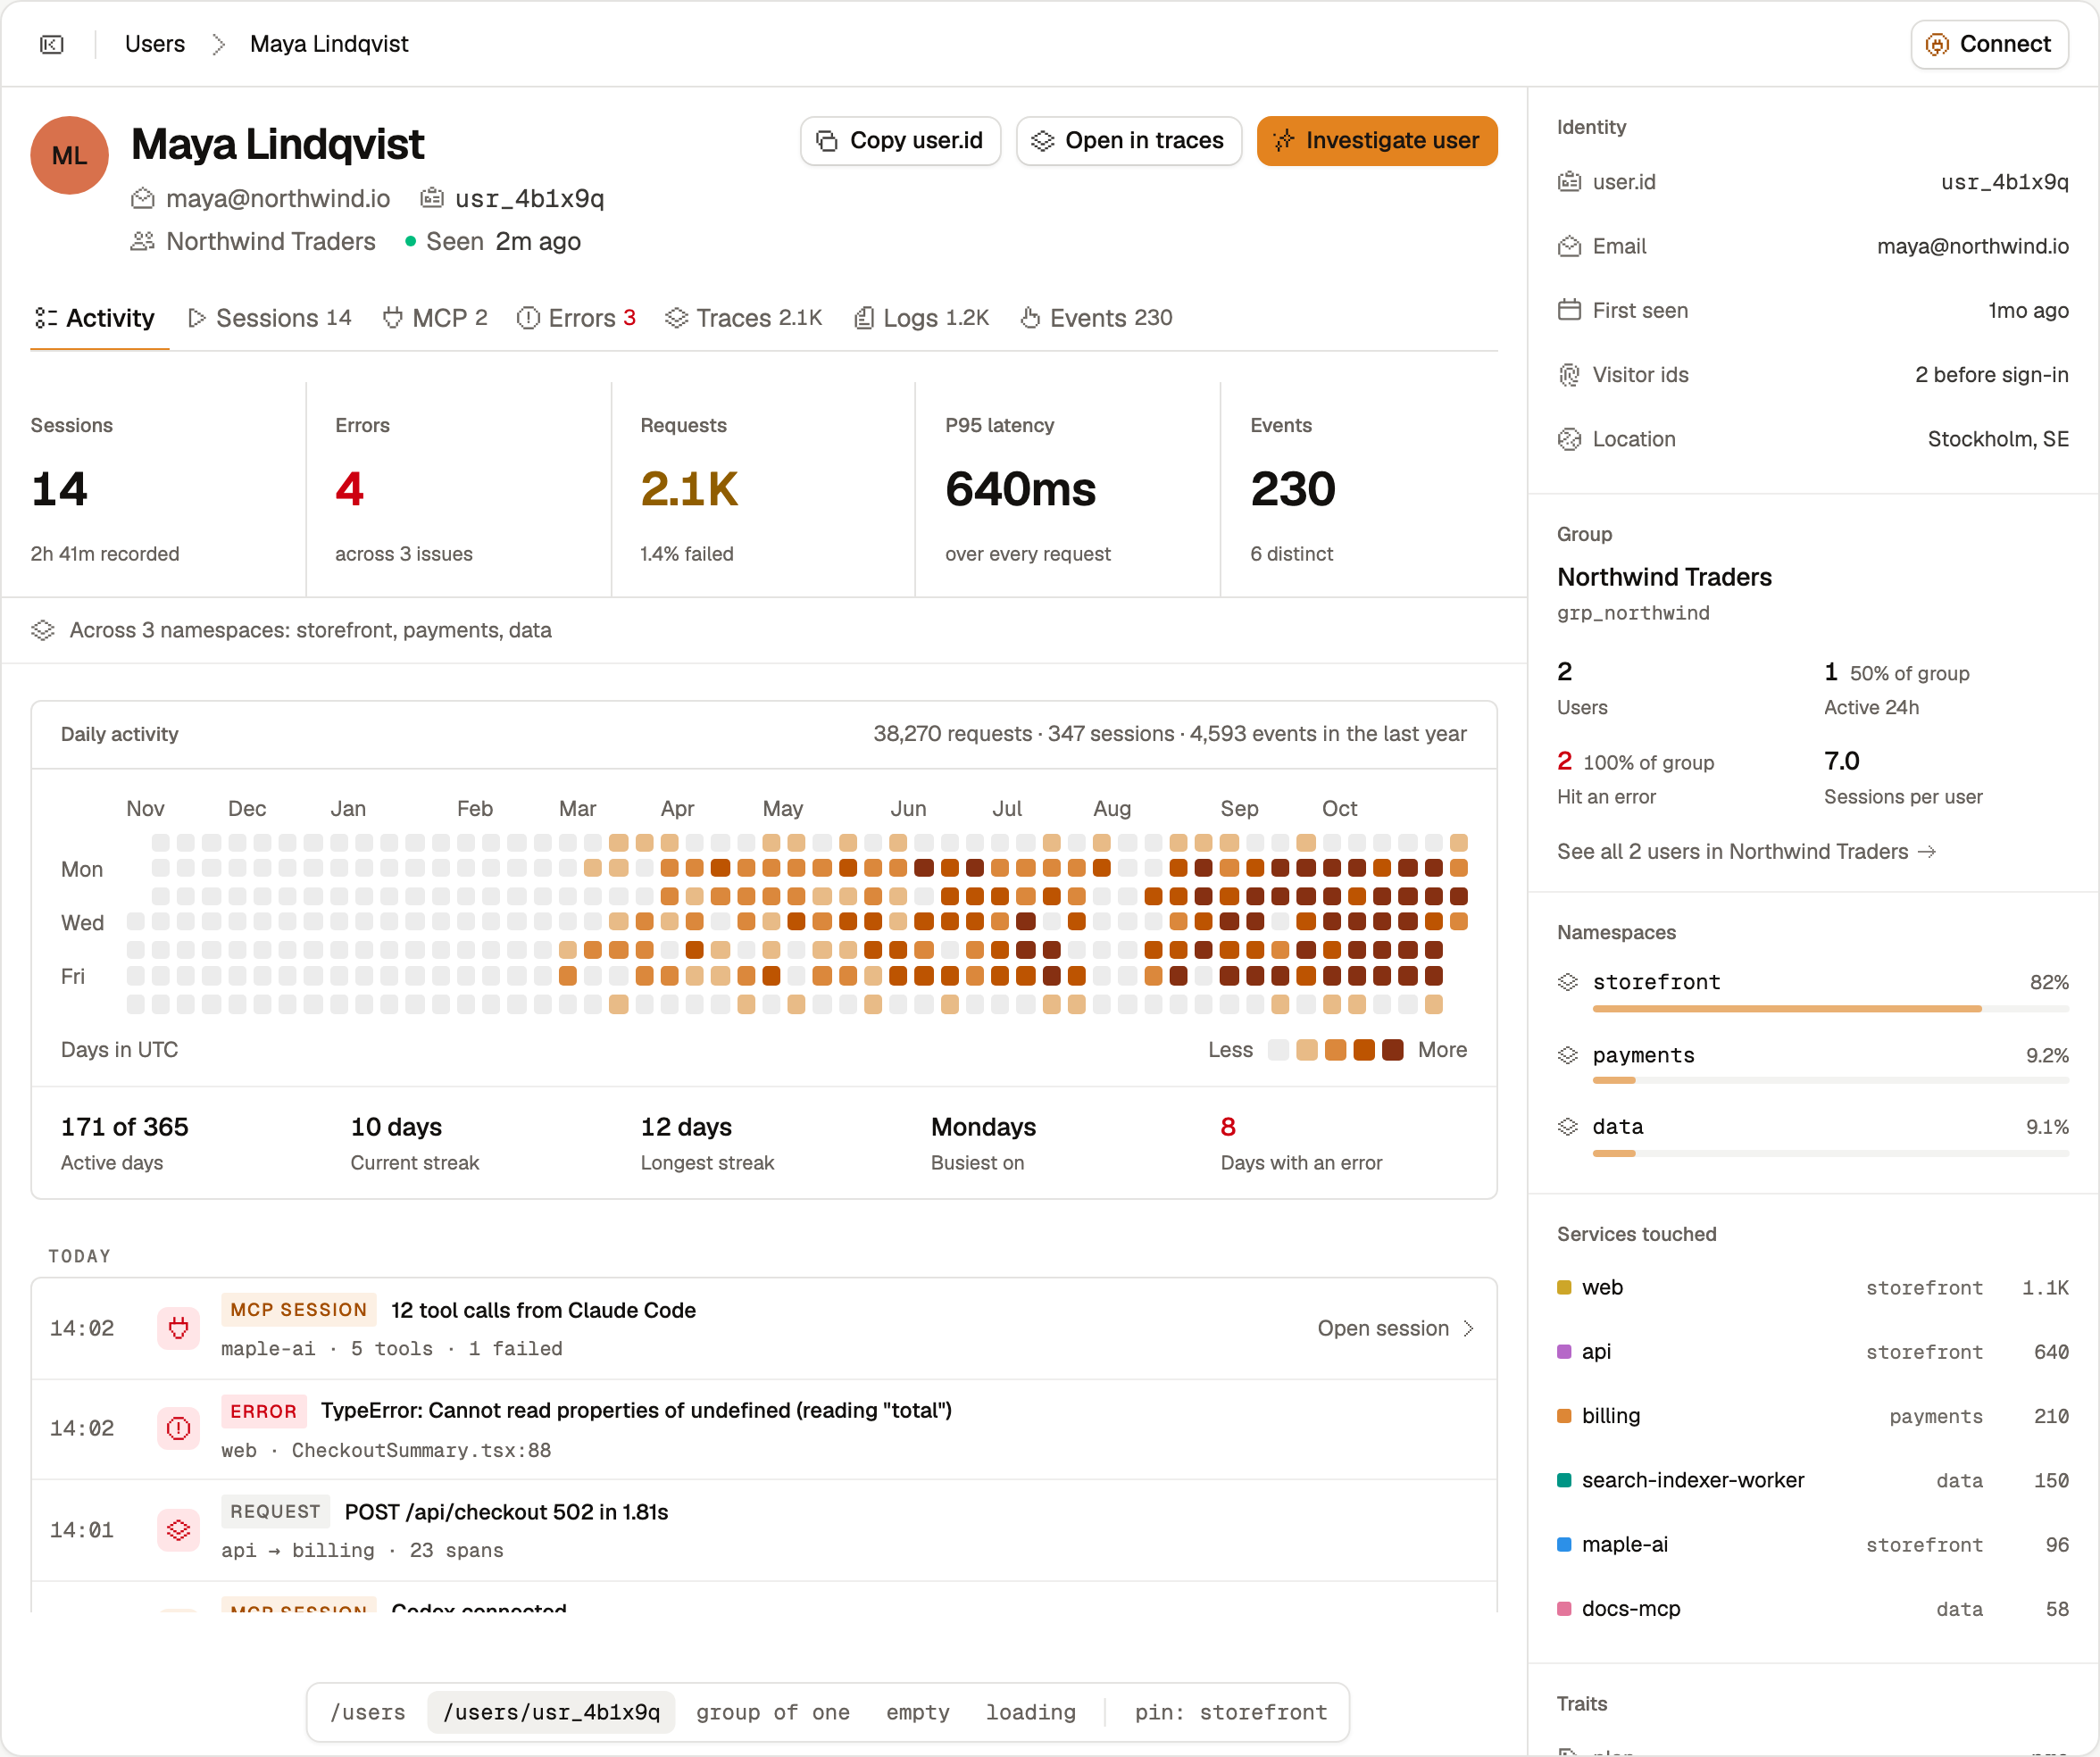 Users
Maya Lindqvist
Connect
ML
Maya Lindqvist
Copy user.id
Open in traces
Investigate user
maya@northwind.io
usr_4b1x9q
Northwind Traders
Seen 2m ago
Activity
Sessions 14
MCP 2
Errors 3
Traces 2.1K
Logs 1.2K
Events 230
Sessions
14
2h 41m recorded
Errors
4
across 3 issues
Requests
2.1K
1.4% failed
P95 latency
640ms
over every request
Events
230
6 distinct
Across 3 namespaces: storefront, payments, data
Daily activity
38,270 requests · 347 sessions · 4,593 events in the last year
Nov Dec Jan Feb Mar Apr May Jun Jul Aug Sep Oct
Mon
Wed
Fri
Days in UTC
Less
More
171 of 365
Active days
10 days
Current streak
12 days
Longest streak
Mondays
Busiest on
8
Days with an error
TODAY
14:02
MCP SESSION
12 tool calls from Claude Code
maple-ai · 5 tools · 1 failed
Open session
14:02
ERROR
TypeError: Cannot read properties of undefined (reading "total")
web · CheckoutSummary.tsx:88
14:01
REQUEST
POST /api/checkout 502 in 1.81s
api → billing · 23 spans
MCP SESSION
Codex connected
/users
/users/usr_4b1x9q
group of one
empty
loading
pin: storefront
Identity
user.id
usr_4b1x9q
Email
maya@northwind.io
First seen
1mo ago
Visitor ids
2 before sign-in
Location
Stockholm, SE
Group
Northwind Traders
grp_northwind
2
Users
1 50% of group
Active 24h
2 100% of group
Hit an error
7.0
Sessions per user
See all 2 users in Northwind Traders →
Namespaces
storefront
82%
payments
9.2%
data
9.1%
Services touched
web storefront 1.1K
api storefront 640
billing payments 210
search-indexer-worker data 150
maple-ai storefront 96
docs-mcp data 58
Traits